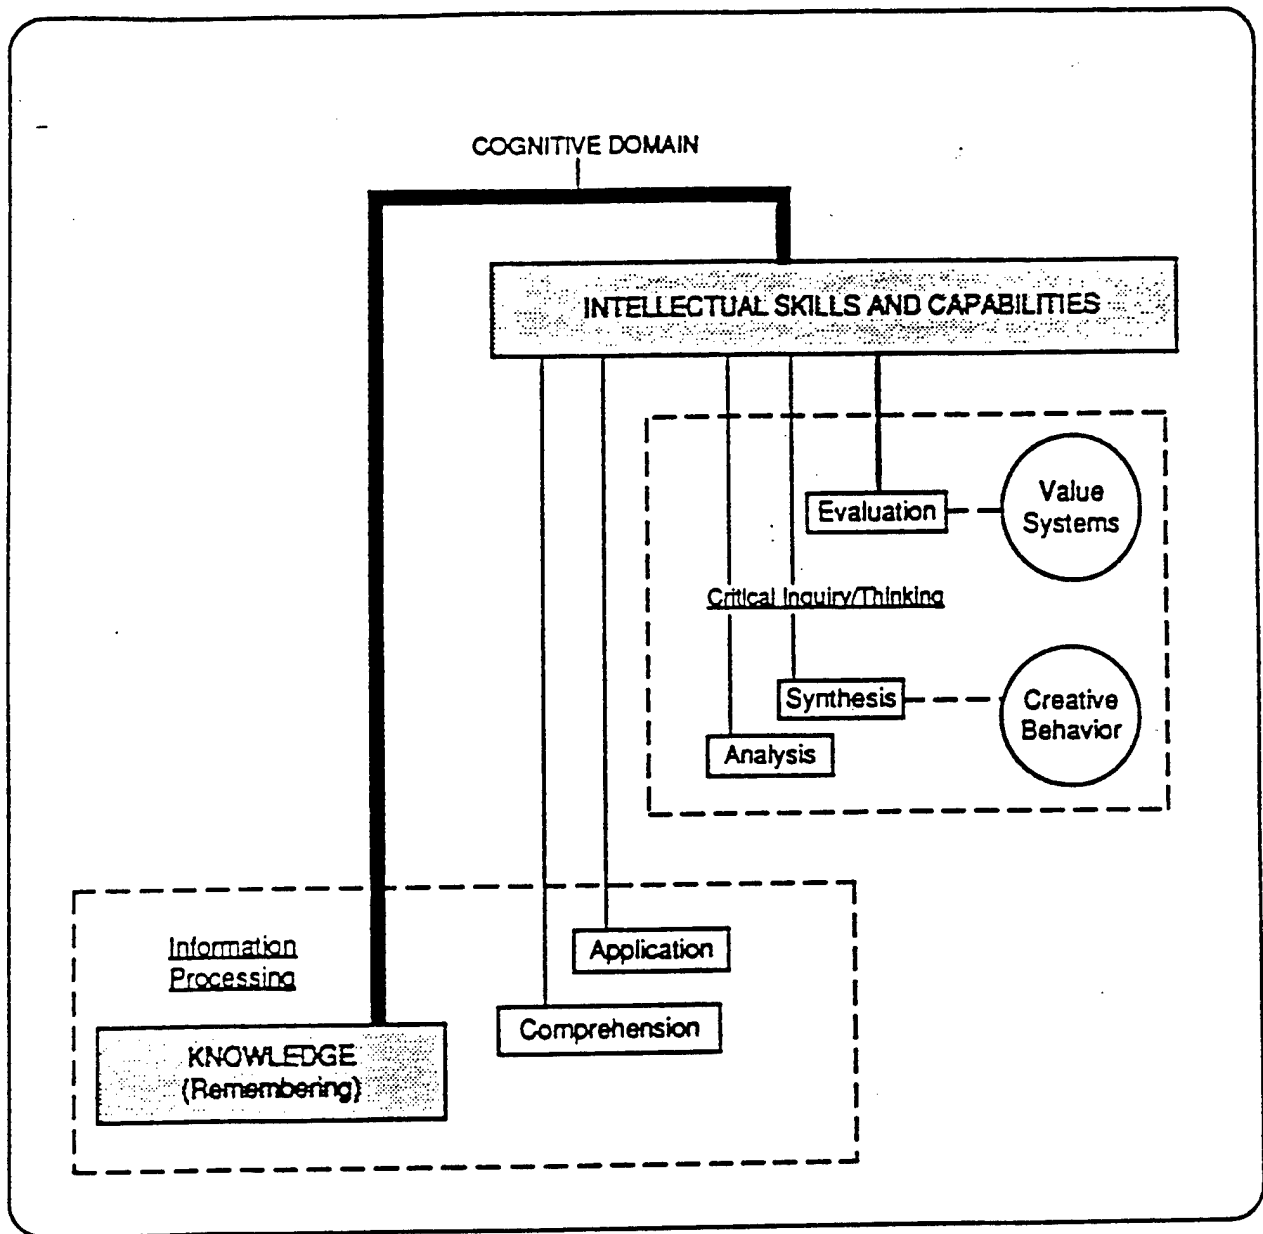 COGNITIVE DOMAIN
INTELLECTUAL SKILLS AND CAPABILITIES
Evaluation
Value
Systems
Critical Inquiry/Thinking
Synthesis
Creative
Behavior
Analysis
Information
Processing
Application
Comprehension
KNOWLEDGE
(Remembering)